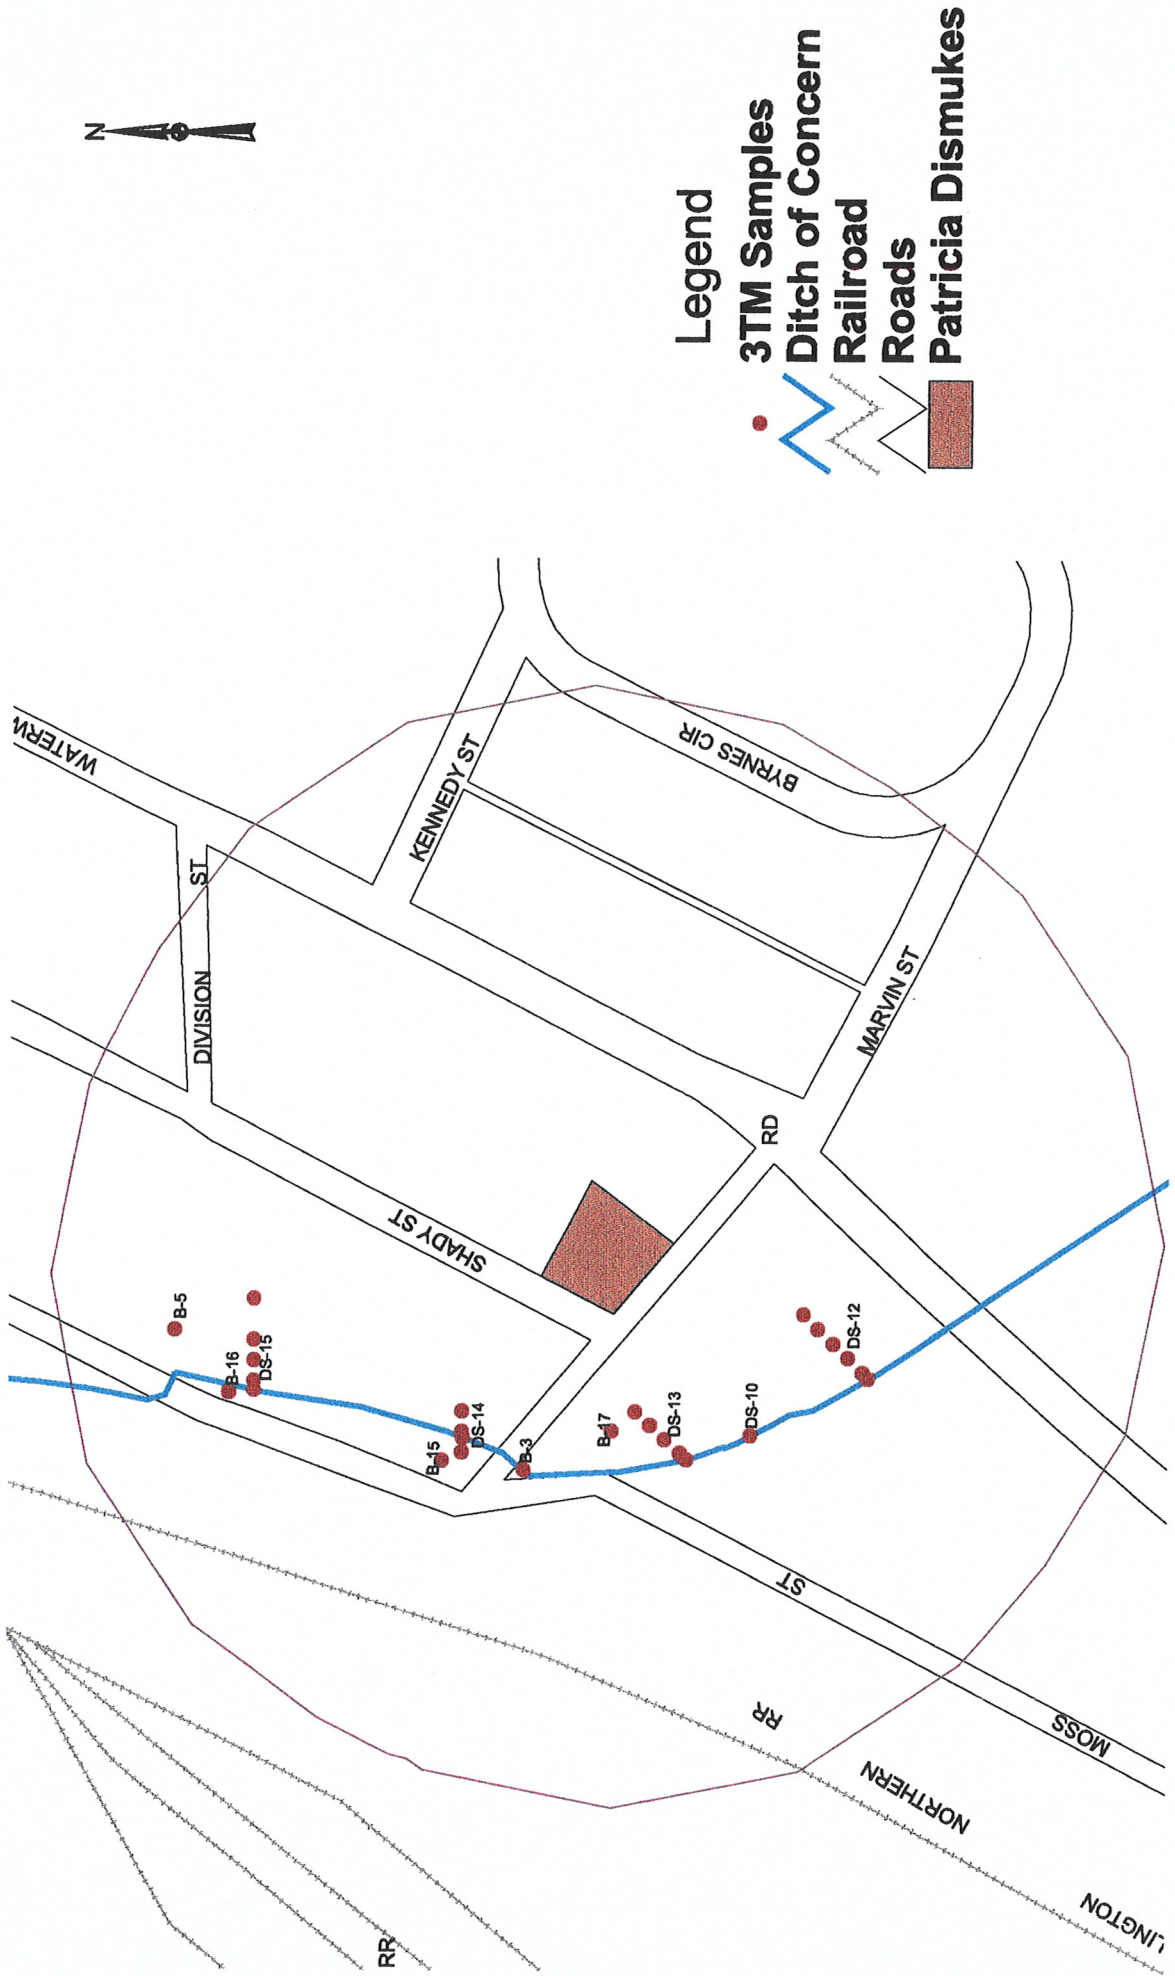 N
Legend
3TM Samples
Ditch of Concern
Railroad
Roads
Patricia Dismukes
WATERW
DIVISION ST
KENNEDY ST
BYRNES CIR
MARVIN ST
SHADY ST
RD
B-5
B-16
DS-15
B-15
DS-14
B-3
B-17
DS-13
DS-10
DS-12
ST
MOSS
RR
NORTHERN
LINGTON
RR